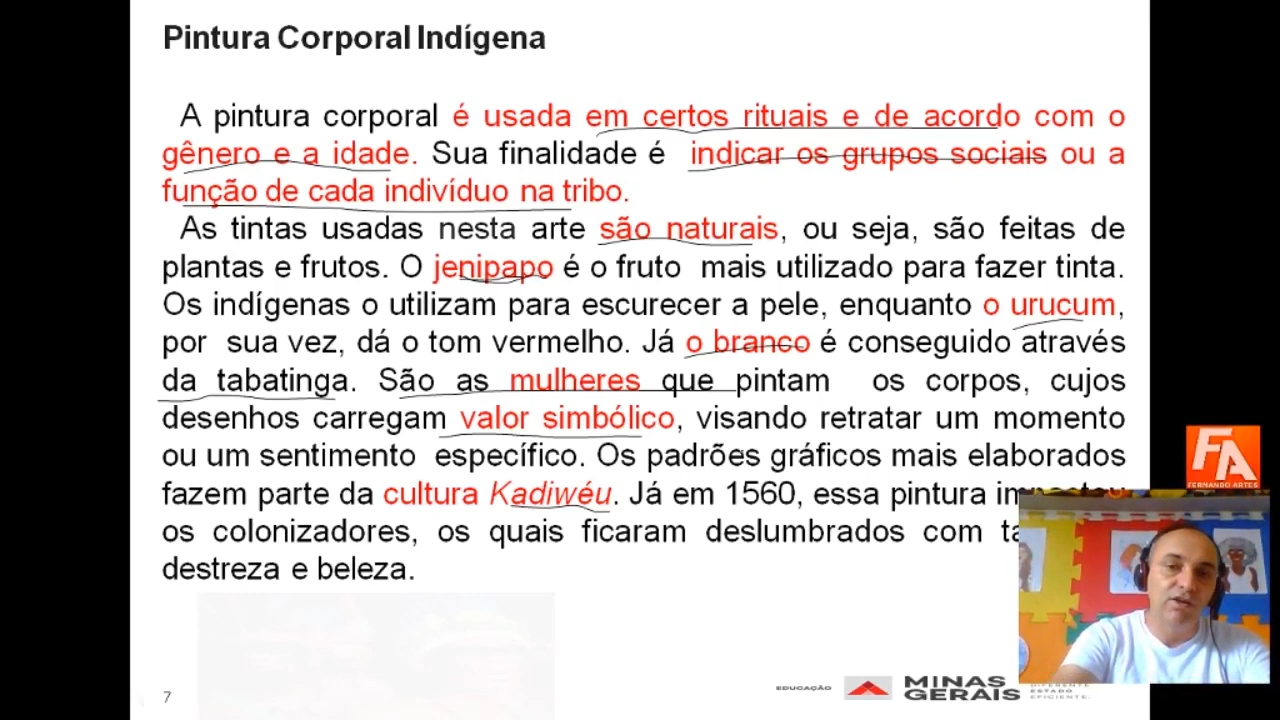 Pintura Corporal Indígena
A pintura corporal é usada em certos rituais e de acordo com o
gênero e a idade. Sua finalidade é indicar os grupos sociais ou a
função de cada indivíduo na tribo.
As tintas usadas nesta arte são naturais, ou seja, são feitas de
plantas e frutos. O jenipapo é o fruto mais utilizado para fazer tinta.
Os indígenas o utilizam para escurecer a pele, enquanto o urucum,
por sua vez, dá o tom vermelho. Já o branco é conseguido através
da tabatinga. São as mulheres que pintam os corpos, cujos
desenhos carregam valor simbólico, visando retratar um momento
ou um sentimento específico. Os padrões gráficos mais elaborados
fazem parte da cultura Kadiwéu. Já em 1560, essa pintura
os colonizadores, os quais ficaram deslumbrados com
destreza e beleza.
FA
FERNANDO ARTES
7
EDUCAÇÃO
MINAS
GERAIS
DIFERENTE
ESTADO
EFICIENTE.